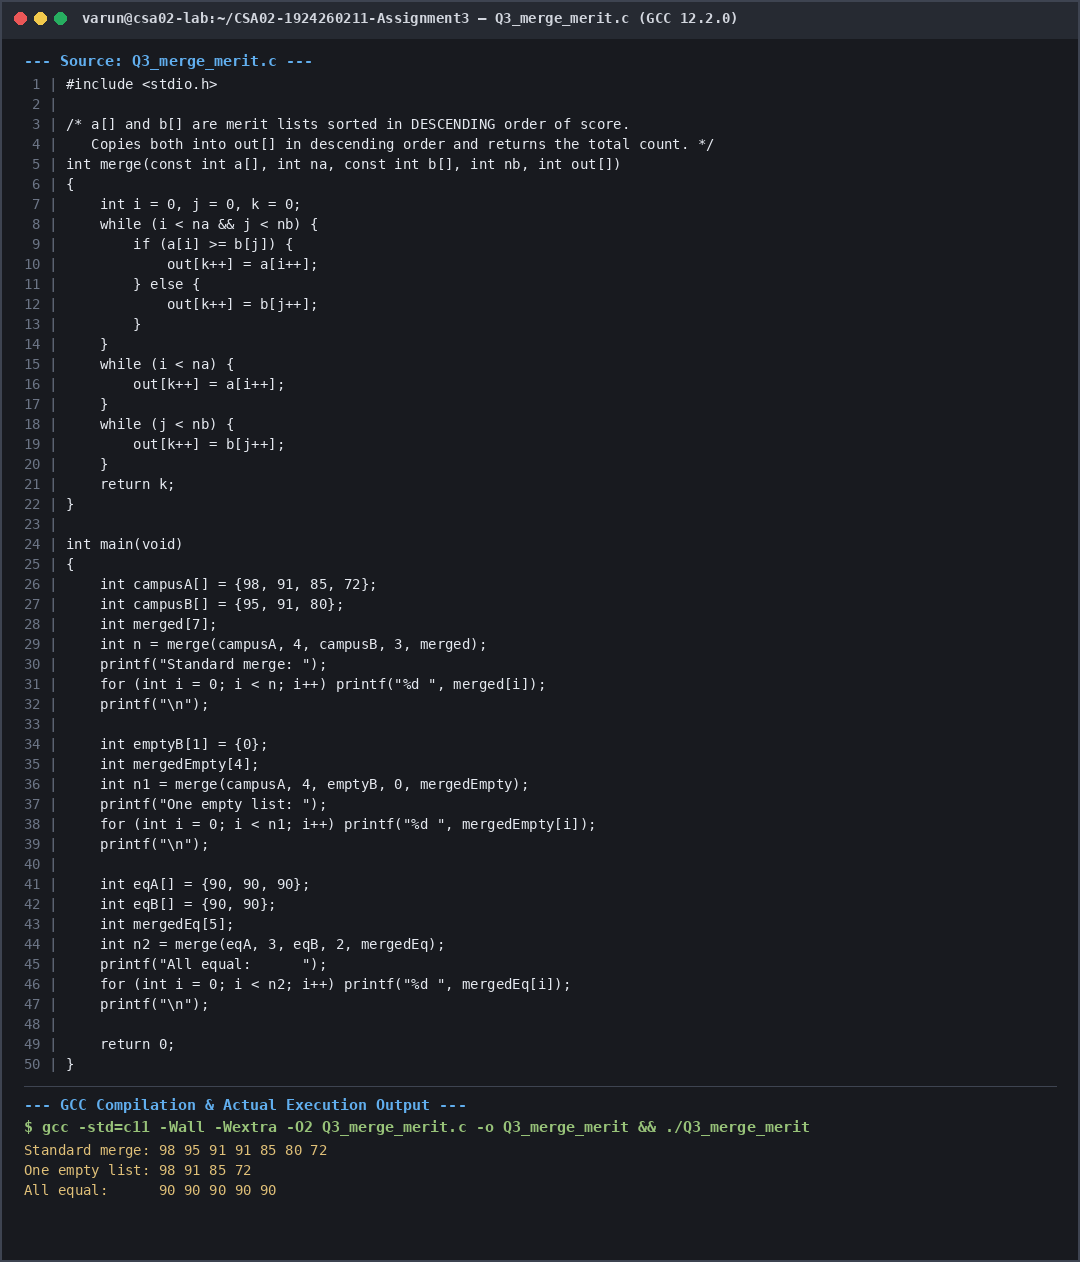 varun@csa02-lab:~/CSA02-1924260211-Assignment3 — Q3_merge_merit.c (GCC 12.2.0)
--- Source: Q3_merge_merit.c ---
1 | #include <stdio.h>
2 |
3 | /* a[] and b[] are merit lists sorted in DESCENDING order of score.
4 |    Copies both into out[] in descending order and returns the total count. */
5 | int merge(const int a[], int na, const int b[], int nb, int out[])
6 | {
7 |     int i = 0, j = 0, k = 0;
8 |     while (i < na && j < nb) {
9 |         if (a[i] >= b[j]) {
10 |             out[k++] = a[i++];
11 |         } else {
12 |             out[k++] = b[j++];
13 |         }
14 |     }
15 |     while (i < na) {
16 |         out[k++] = a[i++];
17 |     }
18 |     while (j < nb) {
19 |         out[k++] = b[j++];
20 |     }
21 |     return k;
22 | }
23 |
24 | int main(void)
25 | {
26 |     int campusA[] = {98, 91, 85, 72};
27 |     int campusB[] = {95, 91, 80};
28 |     int merged[7];
29 |     int n = merge(campusA, 4, campusB, 3, merged);
30 |     printf("Standard merge: ");
31 |     for (int i = 0; i < n; i++) printf("%d ", merged[i]);
32 |     printf("\n");
33 |
34 |     int emptyB[1] = {0};
35 |     int mergedEmpty[4];
36 |     int n1 = merge(campusA, 4, emptyB, 0, mergedEmpty);
37 |     printf("One empty list: ");
38 |     for (int i = 0; i < n1; i++) printf("%d ", mergedEmpty[i]);
39 |     printf("\n");
40 |
41 |     int eqA[] = {90, 90, 90};
42 |     int eqB[] = {90, 90};
43 |     int mergedEq[5];
44 |     int n2 = merge(eqA, 3, eqB, 2, mergedEq);
45 |     printf("All equal:      ");
46 |     for (int i = 0; i < n2; i++) printf("%d ", mergedEq[i]);
47 |     printf("\n");
48 |
49 |     return 0;
50 | }
--- GCC Compilation & Actual Execution Output ---
$ gcc -std=c11 -Wall -Wextra -O2 Q3_merge_merit.c -o Q3_merge_merit && ./Q3_merge_merit
Standard merge: 98 95 91 91 85 80 72
One empty list: 98 91 85 72
All equal:      90 90 90 90 90